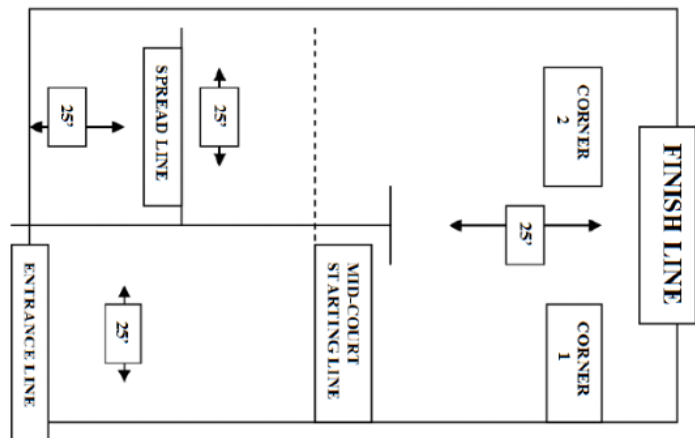 FINISH LINE
CORNER
2
CORNER
1
25'
MID-COURT
STARTING LINE
25'
SPREAD LINE
25'
25'
ENTRANCE LINE